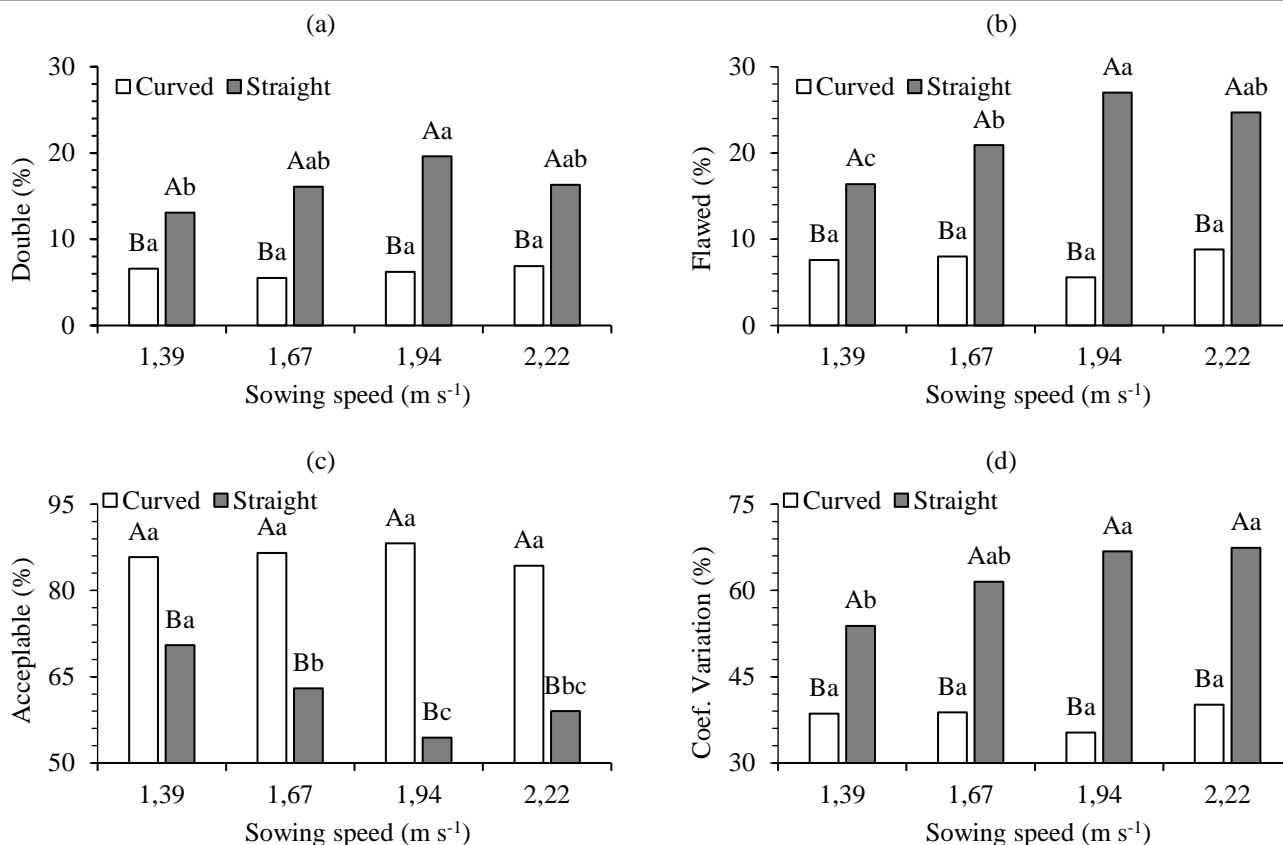 (a)
Double (%)
30
20
10
0
Curved Straight
Ba Ab Ba Aab Ba Aa Ba Aab
1,39 1,67 1,94 2,22
Sowing speed (m s-1)
(b)
Flawed (%)
30
20
10
0
Curved Straight
Ba Ac Ba Ab Ba Aa Ba Aab
1,39 1,67 1,94 2,22
Sowing speed (m s-1)
(c)
Acceplable (%)
95
80
65
50
Curved Straight
Aa Ba Aa Bb Aa Bc Aa Bbc
1,39 1,67 1,94 2,22
Sowing speed (m s-1)
(d)
Coef. Variation (%)
75
60
45
30
Curved Straight
Ba Ab Ba Aab Ba Aa Ba Aa
1,39 1,67 1,94 2,22
Sowing speed (m s-1)